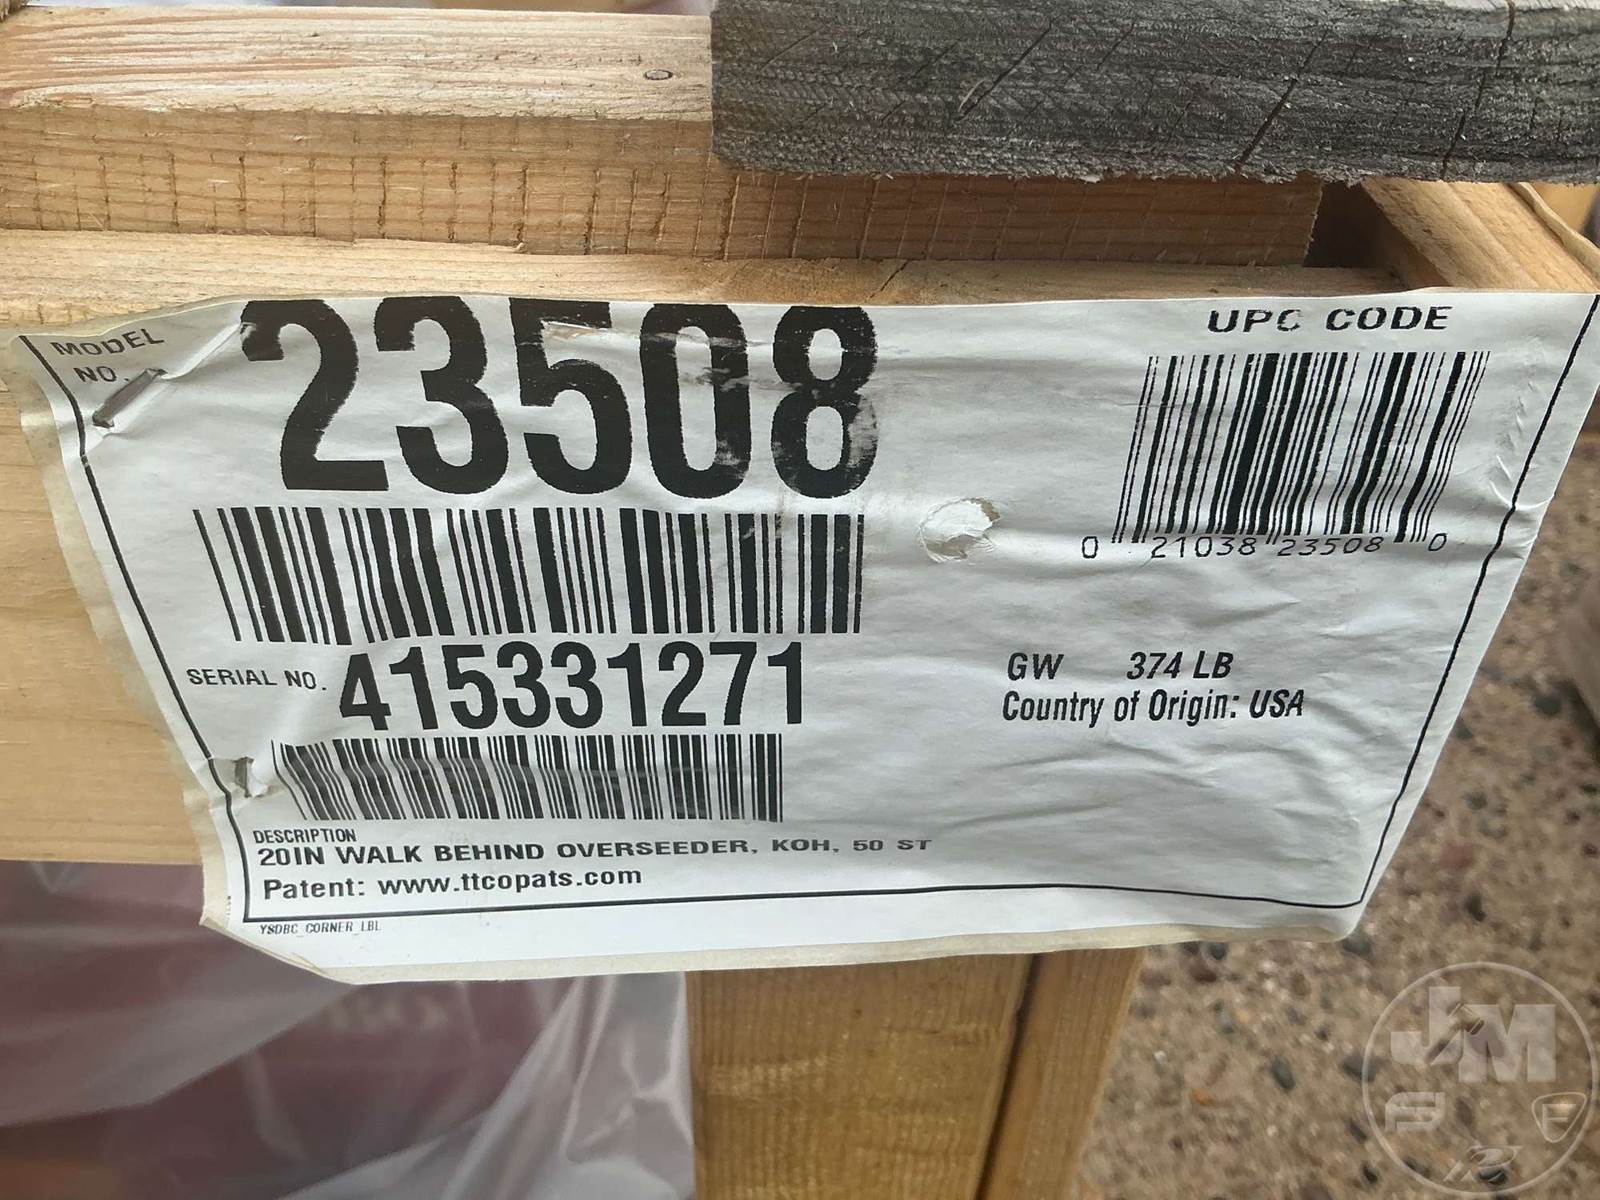 MODEL
NO.
23508
UPC CODE
0 21038 23508 0
SERIAL NO. 415331271
GW 374 LB
Country of Origin: USA
DESCRIPTION
20IN WALK BEHIND OVERSEEDER, KOH, 50 ST
Patent: www.ttcopats.com
YSDBC_CORNER_LBL
JM